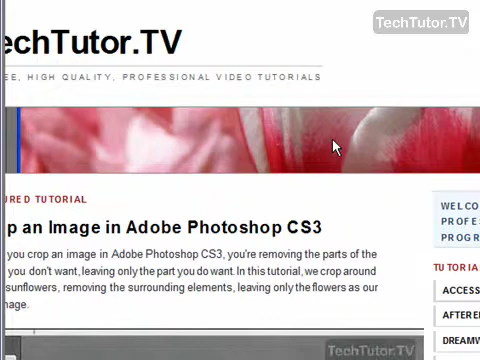 TechTutor.TV
echTutor.TV
EE, HIGH QUALITY, PROFESSIONAL VIDEO TUTORIALS
URED TUTORIAL
p an Image in Adobe Photoshop CS3
you crop an image in Adobe Photoshop CS3, you're removing the parts of the
you don't want, leaving only the part you do want. In this tutorial, we crop around
sunflowers, removing the surrounding elements, leaving only the flowers as our
mage.
WELCO
PROFE
PROGR
TUTORIA
ACCESS
AFTER E
DREAMW
TechTutor.TV